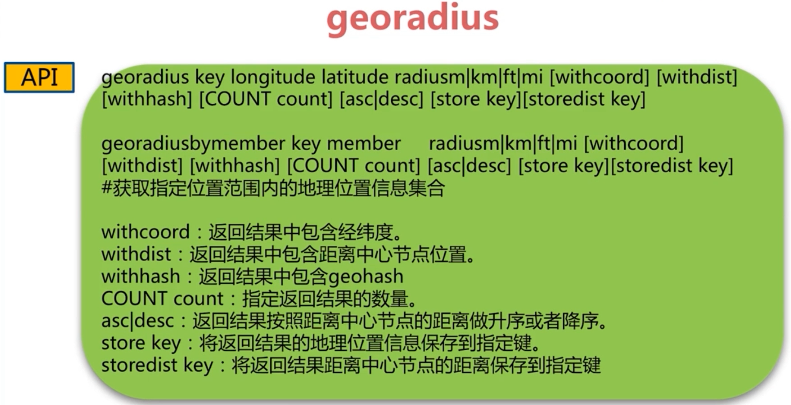 georadius
API
georadius key longitude latitude radiusm|km|ft|mi [withcoord] [withdist]
[withhash] [COUNT count] [asc|desc] [store key][storedist key]
georadiusbymember key member radiusm|km|ft|mi [withcoord]
[withdist] [withhash] [COUNT count] [asc|desc] [store key][storedist key]
#获取指定位置范围内的地理位置信息集合
withcoord：返回结果中包含经纬度。
withdist：返回结果中包含距离中心节点位置。
withhash：返回结果中包含geohash
COUNT count：指定返回结果的数量。
asc|desc：返回结果按照距离中心节点的距离做升序或者降序。
store key：将返回结果的地理位置信息保存到指定键。
storedist key：将返回结果距离中心节点的距离保存到指定键